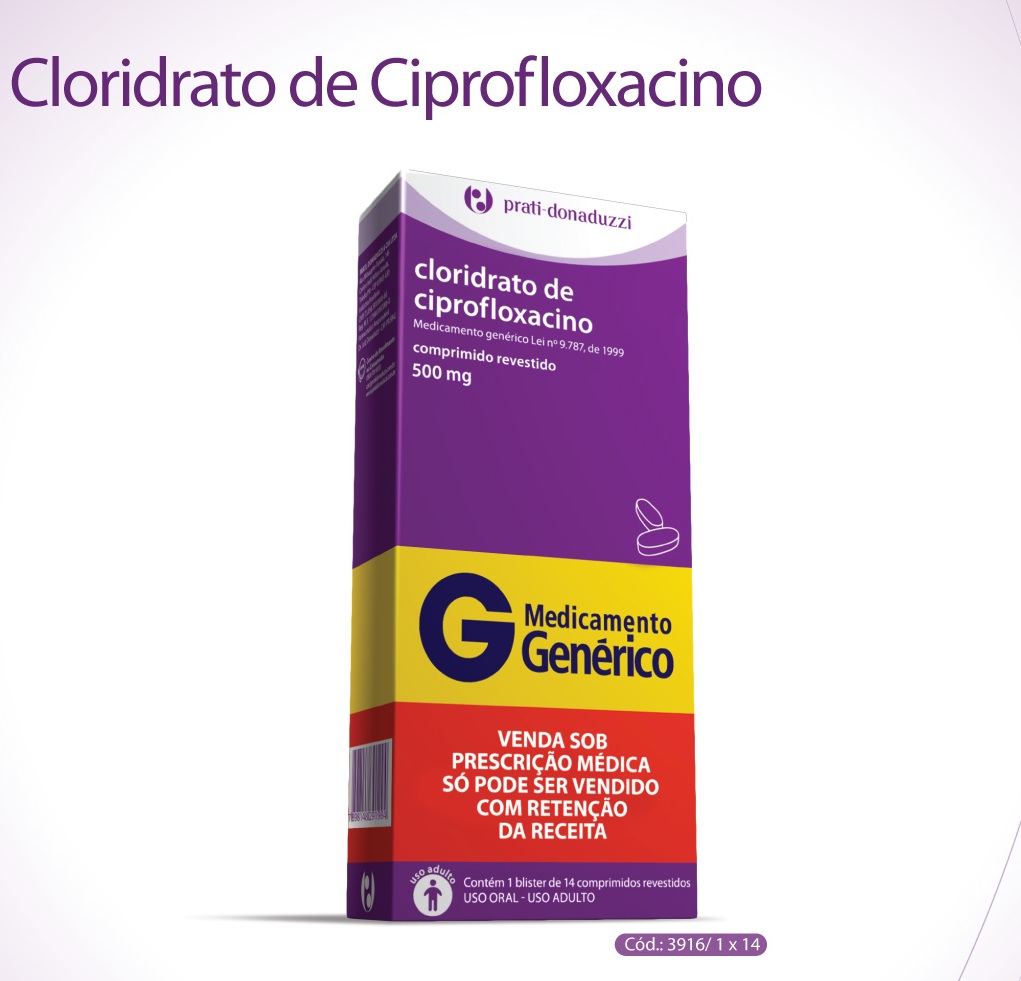 Cloridrato de Ciprofloxacino
prati-donaduzzi
cloridrato de
ciprofloxacino
Medicamento genérico Lei nº 9.787, de 1999
comprimido revestido
500 mg
G Medicamento
Genérico
VENDA SOB
PRESCRIÇÃO MÉDICA
SÓ PODE SER VENDIDO
COM RETENÇÃO
DA RECEITA
uso adulto
Contém 1 blister de 14 comprimidos revestidos
USO ORAL - USO ADULTO
Cód.: 3916/ 1 x 14